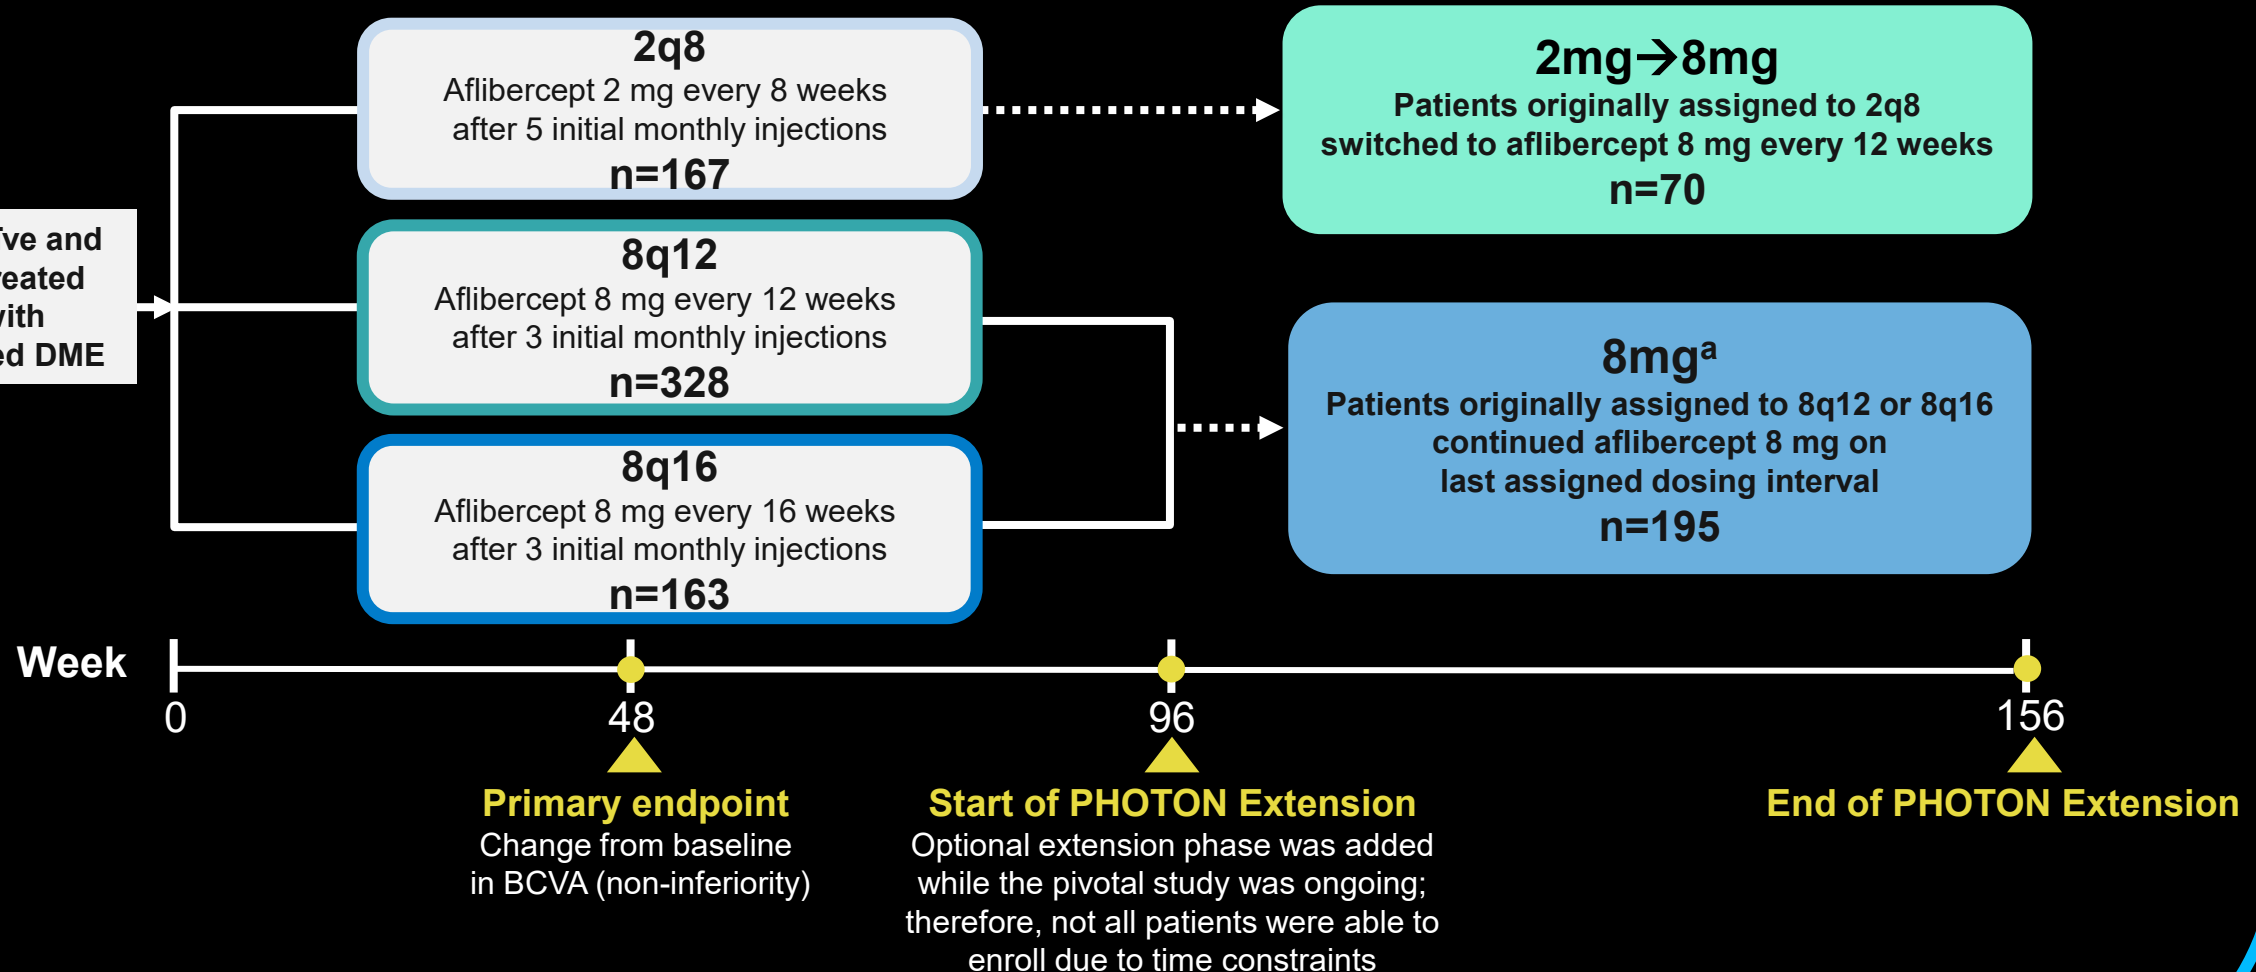 2q8
Aflibercept 2 mg every 8 weeks
after 5 initial monthly injections
n=167
2mg→8mg
Patients originally assigned to 2q8
switched to aflibercept 8 mg every 12 weeks
n=70
and
ed DME
8q12
Aflibercept 8 mg every 12 weeks
after 3 initial monthly injections
n=328
8mgᵃ
Patients originally assigned to 8q12 or 8q16
continued aflibercept 8 mg on
last assigned dosing interval
n=195
8q16
Aflibercept 8 mg every 16 weeks
after 3 initial monthly injections
n=163
Week
0
48
96
156
Primary endpoint
Change from baseline
in BCVA (non-inferiority)
Start of PHOTON Extension
Optional extension phase was added
while the pivotal study was ongoing;
therefore, not all patients were able to
enroll due to time constraints
End of PHOTON Extension